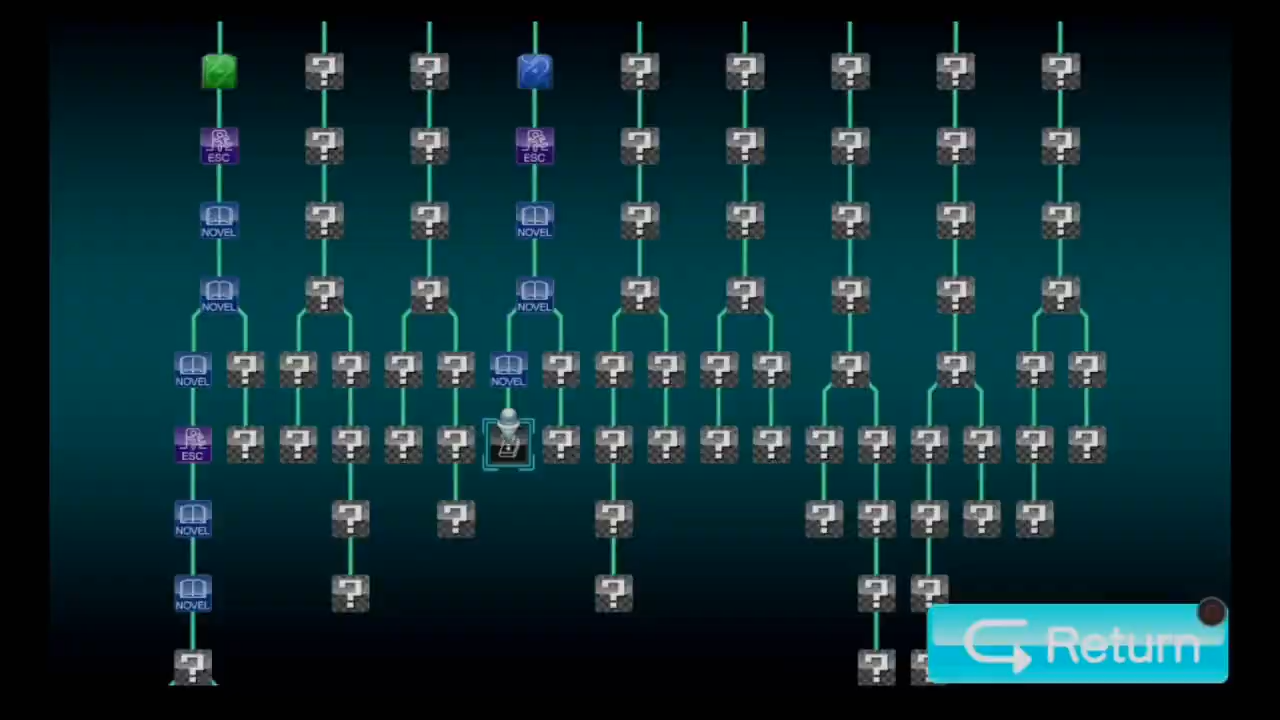 ? ? ? ? ? ? ?
ESC ? ? ESC ? ? ? ? ?
NOVEL ? ? NOVEL ? ? ? ? ?
NOVEL ? ? NOVEL ? ? ? ? ?
NOVEL ? ? ? ? ? NOVEL ? ? ? ? ? ? ? ? ?
ESC ? ? ? ? ? ? ? ? ? ? ? ? ? ? ? ?
NOVEL ? ? ? ? ? ? ? ?
NOVEL ? ? ? ?
? ? ?
Return